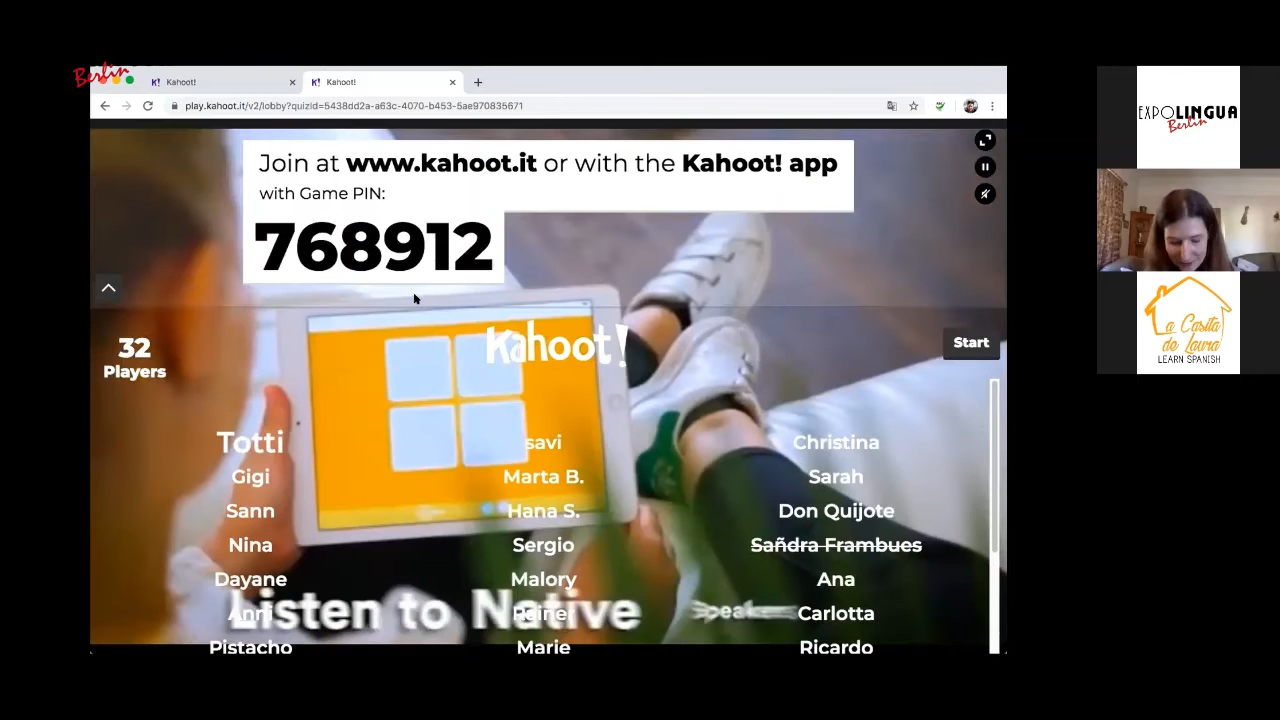 Berlin
Kahoot!
Kahoot!
play.kahoot.it/v2/lobby?quizId=5438dd2a-a63c-4070-b453-5ae970835671
Join at www.kahoot.it or with the Kahoot! app
with Game PIN:
768912
32
Players
Kahoot!
Start
Totti
savi
Christina
Gigi
Marta B.
Sarah
Sann
Hana S.
Don Quijote
Nina
Sergio
Sañdra Frambues
Dayane
Malory
Ana
Anni
Rainer
Carlotta
Listen to Native Speakers
Pistacho
Marie
Ricardo
EXPOLINGUA
Berlin
La Casita
de Laura
LEARN SPANISH